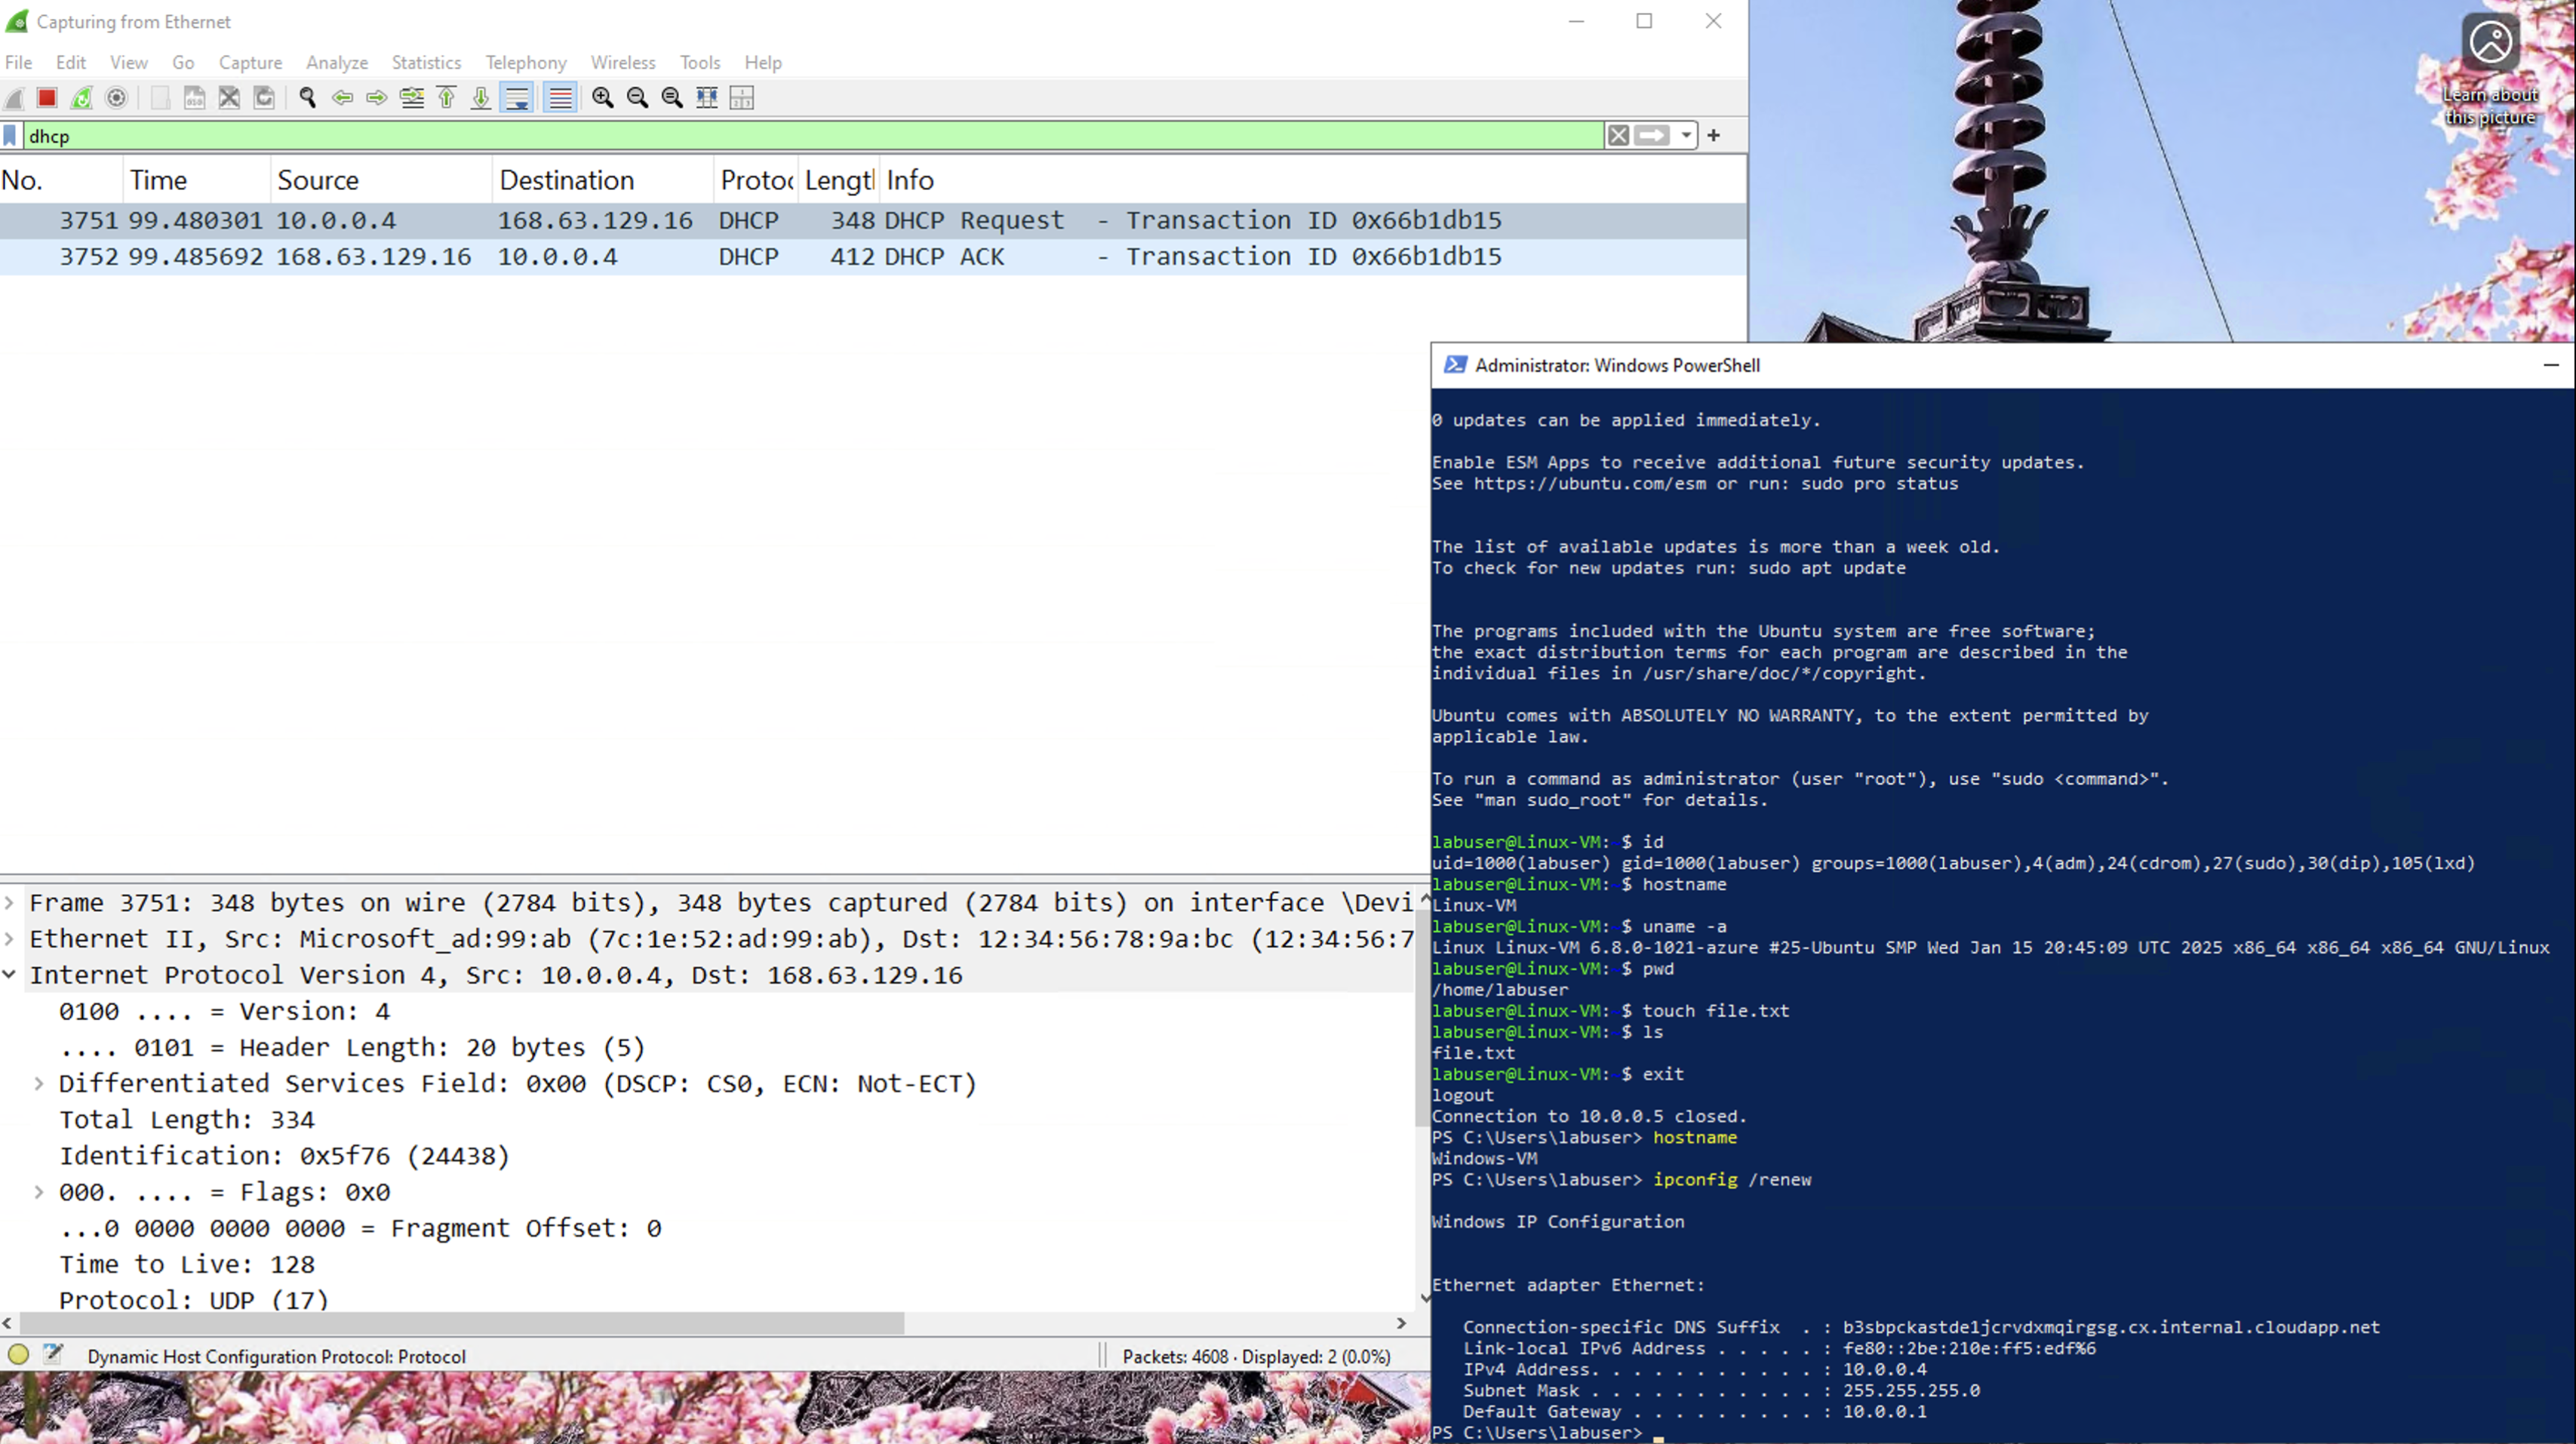 Capturing from Ethernet
File Edit View Go Capture Analyze Statistics Telephony Wireless Tools Help
dhcp
No. Time Source Destination Protoc Lengtl Info
3751 99.480301 10.0.0.4 168.63.129.16 DHCP 348 DHCP Request - Transaction ID 0x66b1db15
3752 99.485692 168.63.129.16 10.0.0.4 DHCP 412 DHCP ACK - Transaction ID 0x66b1db15
Frame 3751: 348 bytes on wire (2784 bits), 348 bytes captured (2784 bits) on interface \Devi
Ethernet II, Src: Microsoft_ad:99:ab (7c:1e:52:ad:99:ab), Dst: 12:34:56:78:9a:bc (12:34:56:7
Internet Protocol Version 4, Src: 10.0.0.4, Dst: 168.63.129.16
0100 .... = Version: 4
.... 0101 = Header Length: 20 bytes (5)
Differentiated Services Field: 0x00 (DSCP: CS0, ECN: Not-ECT)
Total Length: 334
Identification: 0x5f76 (24438)
000. .... = Flags: 0x0
...0 0000 0000 0000 = Fragment Offset: 0
Time to Live: 128
Protocol: UDP (17)
Dynamic Host Configuration Protocol: Protocol
Packets: 4608 · Displayed: 2 (0.0%)
Learn about
this picture
Administrator: Windows PowerShell
0 updates can be applied immediately.
Enable ESM Apps to receive additional future security updates.
See https://ubuntu.com/esm or run: sudo pro status
The list of available updates is more than a week old.
To check for new updates run: sudo apt update
The programs included with the Ubuntu system are free software;
the exact distribution terms for each program are described in the
individual files in /usr/share/doc/*/copyright.
Ubuntu comes with ABSOLUTELY NO WARRANTY, to the extent permitted by
applicable law.
To run a command as administrator (user "root"), use "sudo <command>".
See "man sudo_root" for details.
labuser@Linux-VM:~$ id
uid=1000(labuser) gid=1000(labuser) groups=1000(labuser),4(adm),24(cdrom),27(sudo),30(dip),105(lxd)
labuser@Linux-VM:~$ hostname
Linux-VM
labuser@Linux-VM:~$ uname -a
Linux Linux-VM 6.8.0-1021-azure #25-Ubuntu SMP Wed Jan 15 20:45:09 UTC 2025 x86_64 x86_64 x86_64 GNU/Linux
labuser@Linux-VM:~$ pwd
/home/labuser
labuser@Linux-VM:~$ touch file.txt
labuser@Linux-VM:~$ ls
file.txt
labuser@Linux-VM:~$ exit
logout
Connection to 10.0.0.5 closed.
PS C:\Users\labuser> hostname
Windows-VM
PS C:\Users\labuser> ipconfig /renew
Windows IP Configuration
Ethernet adapter Ethernet:
Connection-specific DNS Suffix . : b3sbpckastde1jcrvdxmqirgsg.cx.internal.cloudapp.net
Link-local IPv6 Address . . . . . : fe80::2be:210e:ff5:edf%6
IPv4 Address. . . . . . . . . . . : 10.0.0.4
Subnet Mask . . . . . . . . . . . : 255.255.255.0
Default Gateway . . . . . . . . . : 10.0.0.1
PS C:\Users\labuser>